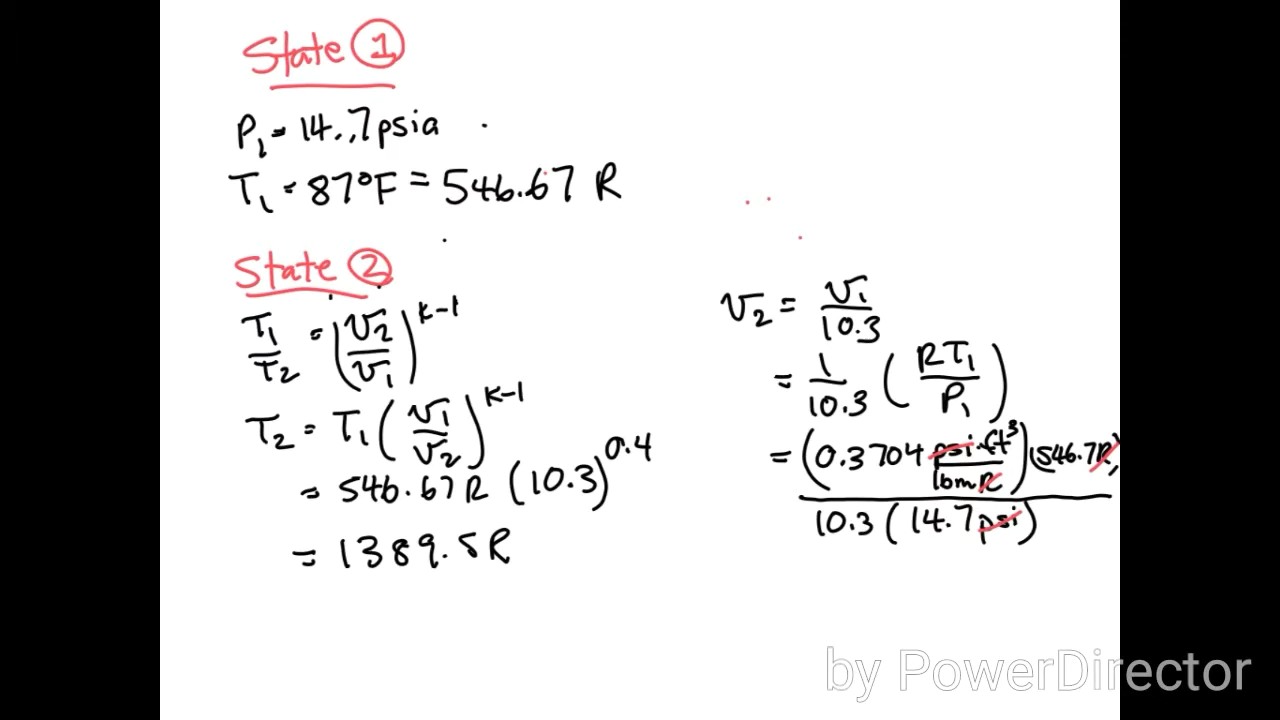 State ①
P₁ = 14.7 psia
T₁ = 87°F = 546.67 R
State ②
T₁/T₂ = (v₂/v₁)^(k-1)
T₂ = T₁ (v₁/v₂)^(k-1)
= 546.67 R (10.3)^0.4
= 1389.5 R
v₂ = v₁/10.3
= 1/10.3 (RT₁/P₁)
= (0.3704 psi·ft³/lbm R)(546.7R) / 10.3 (14.7 psi)
by PowerDirector